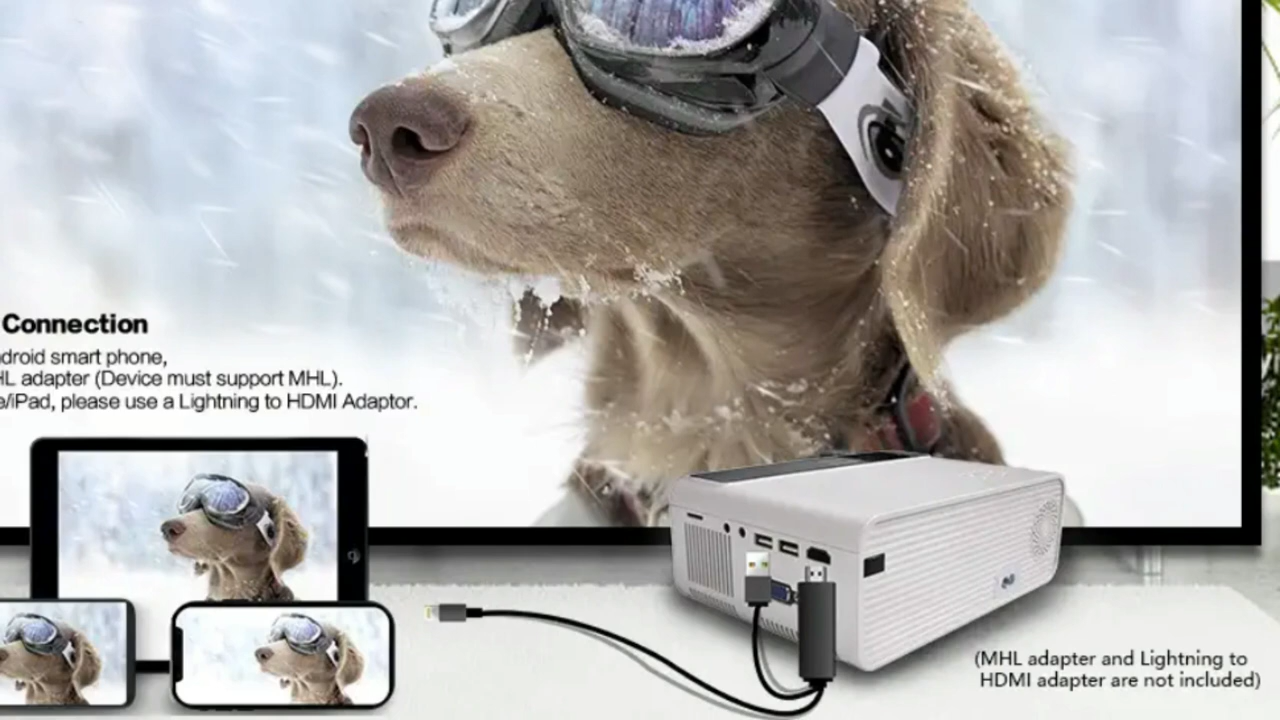 Connection
droid smart phone,
HL adapter (Device must support MHL).
e/iPad, please use a Lightning to HDMI Adaptor.
(MHL adapter and Lightning to
HDMI adapter are not included)